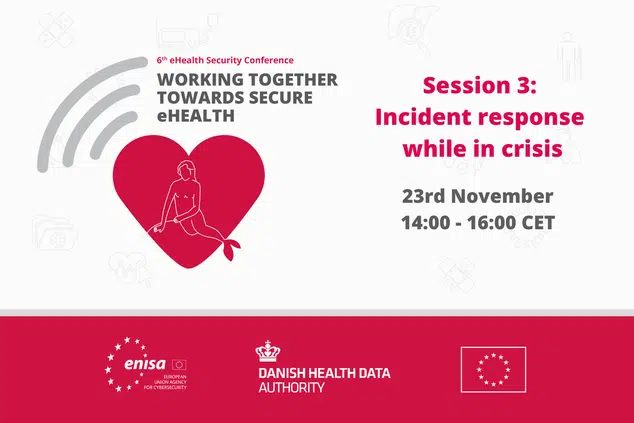 6th eHealth Security Conference
WORKING TOGETHER
TOWARDS SECURE
eHEALTH
Session 3:
Incident response
while in crisis
23rd November
14:00 - 16:00 CET
enisa
EUROPEAN
UNION AGENCY
FOR CYBERSECURITY
DANISH HEALTH DATA
AUTHORITY